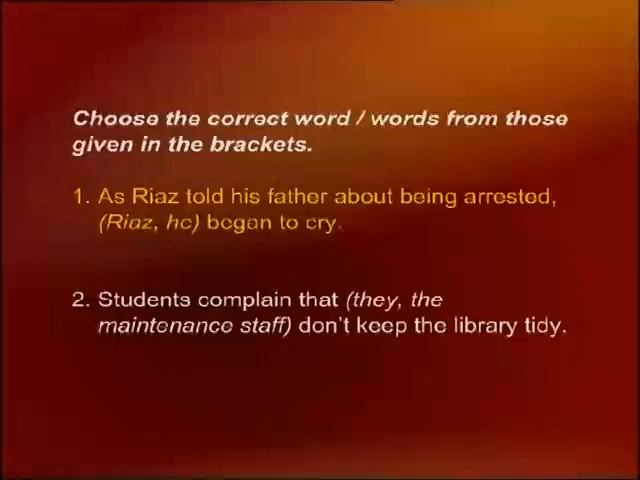 Choose the correct word / words from those
given in the brackets.
1. As Riaz told his father about being arrested,
(Riaz, he) began to cry.
2. Students complain that (they, the
maintenance staff) don't keep the library tidy.